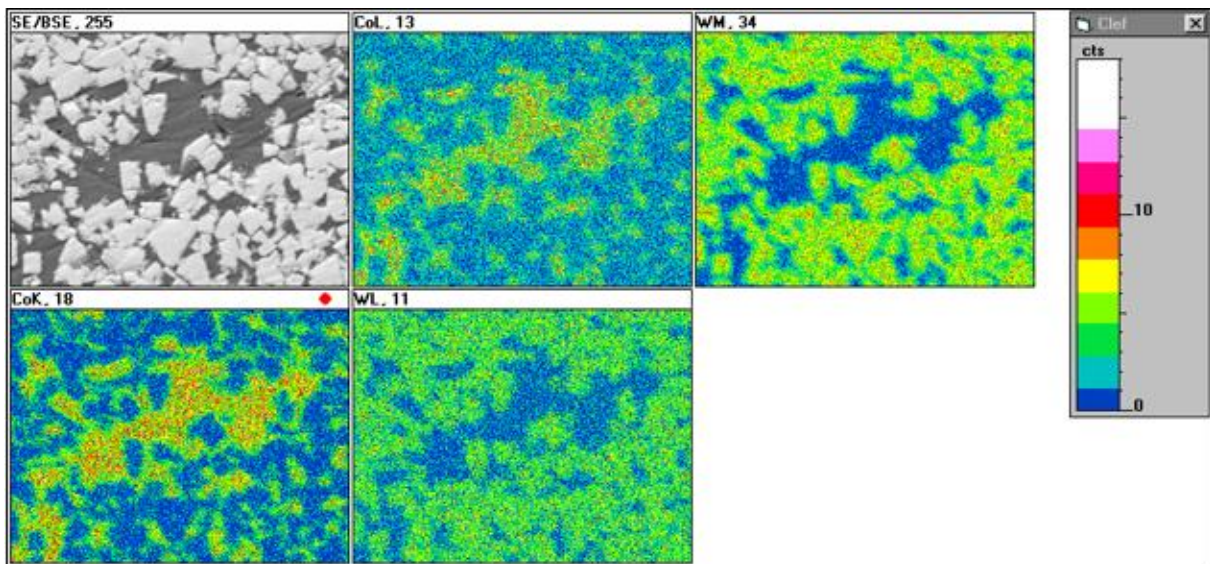 SE/BSE, 255
CoL, 13
WM, 34
Clef
cts
10
0
CoK, 18
WL, 11